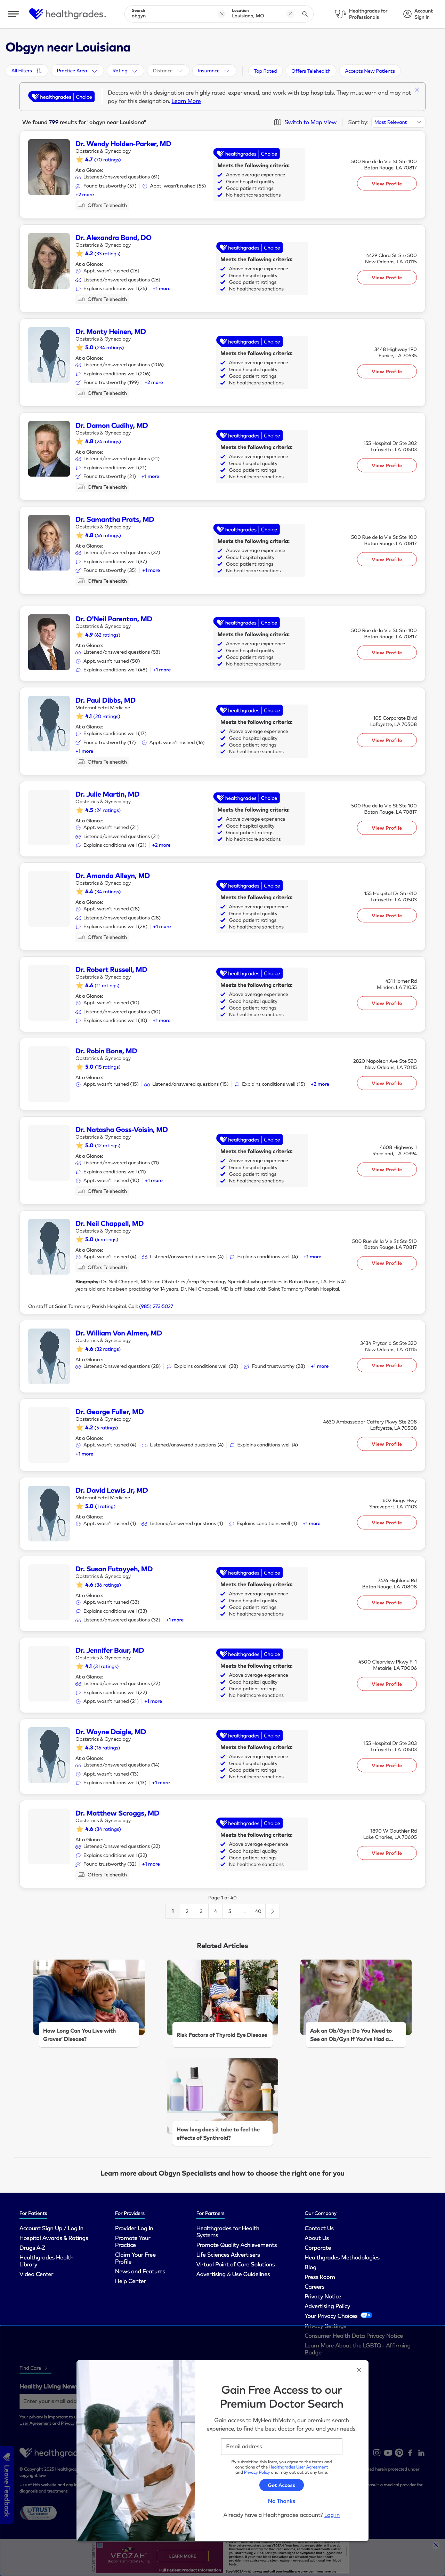 healthgrades.
Search
obgyn
Location
Louisiana, MO
Healthgrades for
Professionals
Account
Sign In
Obgyn near Louisiana
All Filters
Practice Area
Rating
Distance
Insurance
Top Rated
Offers Telehealth
Accepts New Patients
healthgrades | Choice
Doctors with this designation are highly rated, experienced, and work with top hospitals. They must earn and may not
pay for this designation. Learn More
We found 799 results for "obgyn near Louisiana"
Switch to Map View
Sort by: Most Relevant
Dr. Wendy Holden-Parker, MD
Obstetrics & Gynecology
4.7 (70 ratings)
At a Glance:
Listened/answered questions (61)
Found trustworthy (57) Appt. wasn't rushed (55)
+2 more
Offers Telehealth
healthgrades | Choice
Meets the following criteria:
Above average experience
Good hospital quality
Good patient ratings
No healthcare sanctions
500 Rue de la Vie St Ste 100
Baton Rouge, LA 70817
View Profile
Dr. Alexandra Band, DO
Obstetrics & Gynecology
4.2 (33 ratings)
At a Glance:
Appt. wasn't rushed (26)
Listened/answered questions (26)
Explains conditions well (26) +1 more
Offers Telehealth
healthgrades | Choice
Meets the following criteria:
Above average experience
Good hospital quality
Good patient ratings
No healthcare sanctions
4429 Clara St Ste 500
New Orleans, LA 70115
View Profile
Dr. Monty Heinen, MD
Obstetrics & Gynecology
5.0 (234 ratings)
At a Glance:
Listened/answered questions (206)
Explains conditions well (206)
Found trustworthy (199) +2 more
Offers Telehealth
healthgrades | Choice
Meets the following criteria:
Above average experience
Good hospital quality
Good patient ratings
No healthcare sanctions
3448 Highway 190
Eunice, LA 70535
View Profile
Dr. Damon Cudihy, MD
Obstetrics & Gynecology
4.8 (24 ratings)
At a Glance:
Listened/answered questions (21)
Explains conditions well (21)
Found trustworthy (21) +1 more
Offers Telehealth
healthgrades | Choice
Meets the following criteria:
Above average experience
Good hospital quality
Good patient ratings
No healthcare sanctions
155 Hospital Dr Ste 302
Lafayette, LA 70503
View Profile
Dr. Samantha Prats, MD
Obstetrics & Gynecology
4.8 (46 ratings)
At a Glance:
Listened/answered questions (37)
Explains conditions well (37)
Found trustworthy (35) +1 more
Offers Telehealth
healthgrades | Choice
Meets the following criteria:
Above average experience
Good hospital quality
Good patient ratings
No healthcare sanctions
500 Rue de la Vie St Ste 100
Baton Rouge, LA 70817
View Profile
Dr. O'Neil Parenton, MD
Obstetrics & Gynecology
4.9 (62 ratings)
At a Glance:
Listened/answered questions (53)
Appt. wasn't rushed (50)
Explains conditions well (48) +1 more
healthgrades | Choice
Meets the following criteria:
Above average experience
Good hospital quality
Good patient ratings
No healthcare sanctions
500 Rue de la Vie St Ste 100
Baton Rouge, LA 70817
View Profile
Dr. Paul Dibbs, MD
Maternal-Fetal Medicine
4.1 (20 ratings)
At a Glance:
Explains conditions well (17)
Found trustworthy (17) Appt. wasn't rushed (16)
+1 more
Offers Telehealth
healthgrades | Choice
Meets the following criteria:
Above average experience
Good hospital quality
Good patient ratings
No healthcare sanctions
105 Corporate Blvd
Lafayette, LA 70508
View Profile
Dr. Julie Martin, MD
Obstetrics & Gynecology
4.5 (24 ratings)
At a Glance:
Appt. wasn't rushed (21)
Listened/answered questions (21)
Explains conditions well (21) +2 more
healthgrades | Choice
Meets the following criteria:
Above average experience
Good hospital quality
Good patient ratings
No healthcare sanctions
500 Rue de la Vie St Ste 100
Baton Rouge, LA 70817
View Profile
Dr. Amanda Alleyn, MD
Obstetrics & Gynecology
4.4 (34 ratings)
At a Glance:
Appt. wasn't rushed (28)
Listened/answered questions (28)
Explains conditions well (28) +1 more
Offers Telehealth
healthgrades | Choice
Meets the following criteria:
Above average experience
Good hospital quality
Good patient ratings
No healthcare sanctions
155 Hospital Dr Ste 410
Lafayette, LA 70503
View Profile
Dr. Robert Russell, MD
Obstetrics & Gynecology
4.6 (11 ratings)
At a Glance:
Appt. wasn't rushed (10)
Listened/answered questions (10)
Explains conditions well (10) +1 more
healthgrades | Choice
Meets the following criteria:
Above average experience
Good hospital quality
Good patient ratings
No healthcare sanctions
431 Homer Rd
Minden, LA 71055
View Profile
Dr. Robin Bone, MD
Obstetrics & Gynecology
5.0 (15 ratings)
At a Glance:
Appt. wasn't rushed (15) Listened/answered questions (15) Explains conditions well (15) +2 more
2820 Napoleon Ave Ste 520
New Orleans, LA 70115
View Profile
Dr. Natasha Goss-Voisin, MD
Obstetrics & Gynecology
5.0 (12 ratings)
At a Glance:
Listened/answered questions (11)
Explains conditions well (11)
Appt. wasn't rushed (10) +1 more
Offers Telehealth
healthgrades | Choice
Meets the following criteria:
Above average experience
Good hospital quality
Good patient ratings
No healthcare sanctions
4608 Highway 1
Raceland, LA 70394
View Profile
Dr. Neil Chappell, MD
Obstetrics & Gynecology
5.0 (4 ratings)
At a Glance:
Appt. wasn't rushed (4) Listened/answered questions (4) Explains conditions well (4) +1 more
Offers Telehealth
Biography: Dr. Neil Chappell, MD is an Obstetrics /amp Gynecology Specialist who practices in Baton Rouge, LA. He is 41
years old and has been practicing for 14 years. Dr. Neil Chappell, MD is affiliated with Saint Tammany Parish Hospital.
500 Rue de la Vie St Ste 510
Baton Rouge, LA 70817
View Profile
On staff at Saint Tammany Parish Hospital. Call: (985) 273-5027
Dr. William Von Almen, MD
Obstetrics & Gynecology
4.6 (32 ratings)
At a Glance:
Listened/answered questions (28) Explains conditions well (28) Found trustworthy (28) +1 more
3434 Prytania St Ste 320
New Orleans, LA 70115
View Profile
Dr. George Fuller, MD
Obstetrics & Gynecology
4.2 (5 ratings)
At a Glance:
Appt. wasn't rushed (4) Listened/answered questions (4) Explains conditions well (4)
+1 more
4630 Ambassador Caffery Pkwy Ste 208
Lafayette, LA 70508
View Profile
Dr. David Lewis Jr, MD
Maternal-Fetal Medicine
5.0 (1 rating)
At a Glance:
Appt. wasn't rushed (1) Listened/answered questions (1) Explains conditions well (1) +1 more
1602 Kings Hwy
Shreveport, LA 71103
View Profile
Dr. Susan Futayyeh, MD
Obstetrics & Gynecology
4.6 (36 ratings)
At a Glance:
Appt. wasn't rushed (33)
Explains conditions well (33)
Listened/answered questions (32) +1 more
healthgrades | Choice
Meets the following criteria:
Above average experience
Good hospital quality
Good patient ratings
No healthcare sanctions
7476 Highland Rd
Baton Rouge, LA 70808
View Profile
Dr. Jennifer Baur, MD
Obstetrics & Gynecology
4.1 (31 ratings)
At a Glance:
Listened/answered questions (22)
Explains conditions well (22)
Appt. wasn't rushed (21) +1 more
healthgrades | Choice
Meets the following criteria:
Above average experience
Good hospital quality
Good patient ratings
No healthcare sanctions
4500 Clearview Pkwy Fl 1
Metairie, LA 70006
View Profile
Dr. Wayne Daigle, MD
Obstetrics & Gynecology
4.3 (16 ratings)
At a Glance:
Listened/answered questions (14)
Appt. wasn't rushed (13)
Explains conditions well (13) +1 more
healthgrades | Choice
Meets the following criteria:
Above average experience
Good hospital quality
Good patient ratings
No healthcare sanctions
155 Hospital Dr Ste 303
Lafayette, LA 70503
View Profile
Dr. Matthew Scroggs, MD
Obstetrics & Gynecology
4.6 (34 ratings)
At a Glance:
Listened/answered questions (32)
Explains conditions well (32)
Found trustworthy (32) +1 more
Offers Telehealth
healthgrades | Choice
Meets the following criteria:
Above average experience
Good hospital quality
Good patient ratings
No healthcare sanctions
1890 W Gauthier Rd
Lake Charles, LA 70605
View Profile
Page 1 of 40
1 2 3 4 5 ... 40
Related Articles
How Long Can You Live with
Graves' Disease?
Risk Factors of Thyroid Eye Disease
Ask an Ob/Gyn: Do You Need to
See an Ob/Gyn If You've Had a...
How long does it take to feel the
effects of Synthroid?
Learn more about Obgyn Specialists and how to choose the right one for you
For Patients
Account Sign Up / Log In
Hospital Awards & Ratings
Drugs A-Z
Healthgrades Health
Library
Video Center
For Providers
Provider Log In
Promote Your
Practice
Claim Your Free
Profile
News and Features
Help Center
For Partners
Healthgrades for Health
Systems
Promote Quality Achievements
Life Sciences Advertisers
Virtual Point of Care Solutions
Advertising & Use Guidelines
Our Company
Contact Us
About Us
Corporate
Healthgrades Methodologies
Blog
Press Room
Careers
Privacy Notice
Advertising Policy
Your Privacy Choices
Privacy Settings
Consumer Health Data Privacy Notice
Learn More About the LGBTQ+ Affirming
Badge
Find Care
Healthy Living New
Enter your email add
Your privacy is important to u
User Agreement and Privacy
healthgrad
© Copyright 2025 Healthgra
copyright law.
Use of this website and any
TRUST
Leave Feedback
Gain Free Access to our
Premium Doctor Search
Access to MyHealthMatch, our premium search
experience, to find the best doctor for you and your needs.
Email address
By submitting this form, you agree to the terms and
conditions of the Healthgrades User Agreement
and Privacy Policy and may opt out any time.
Get Access
No Thanks
Already have a Healthgrades account? Log in
VEOZAH
LEARN MORE
Full Patient Product Information